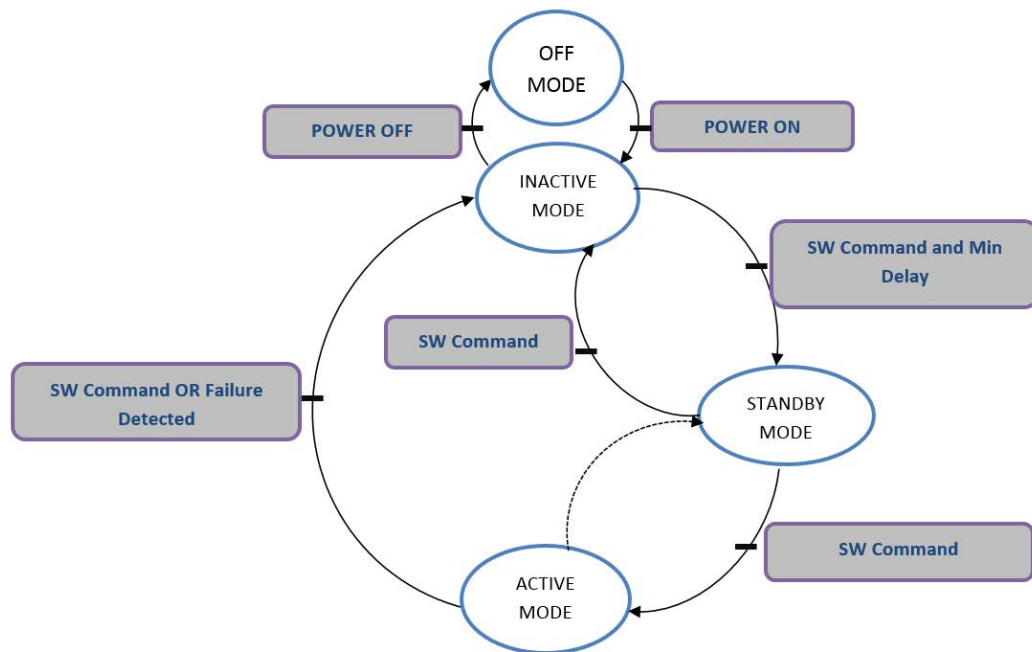 OFF
MODE
POWER OFF
POWER ON
INACTIVE
MODE
SW Command and Min
Delay
SW Command
SW Command OR Failure
Detected
STANDBY
MODE
SW Command
ACTIVE
MODE